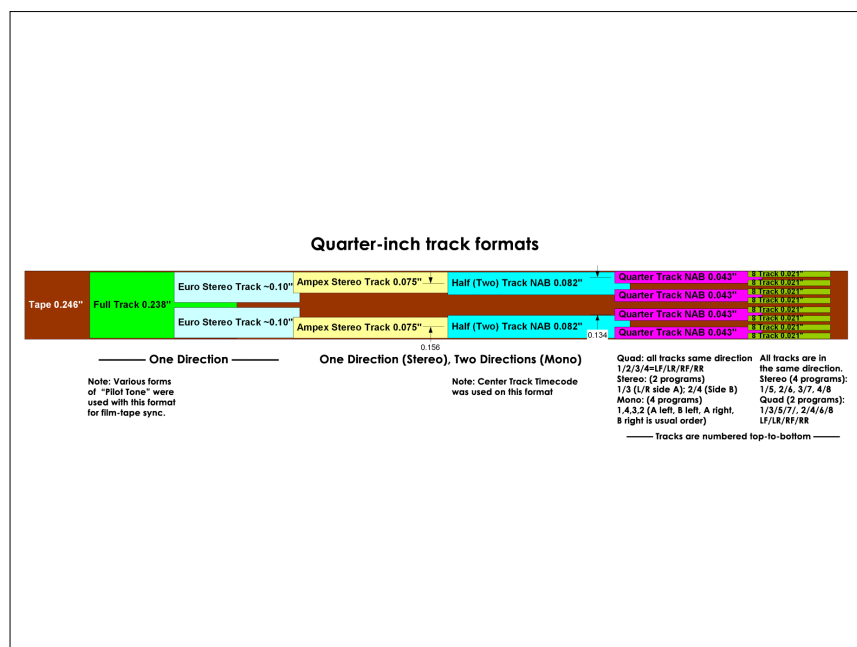 Quarter-inch track formats
Tape 0.246"
Full Track 0.238"
Euro Stereo Track ~0.10"
Euro Stereo Track ~0.10"
Ampex Stereo Track 0.075"
Ampex Stereo Track 0.075"
0.156
Half (Two) Track NAB 0.082"
Half (Two) Track NAB 0.082"
0.134
Quarter Track NAB 0.043"
Quarter Track NAB 0.043"
Quarter Track NAB 0.043"
Quarter Track NAB 0.043"
8 Track 0.021"
8 Track 0.021"
8 Track 0.021"
8 Track 0.021"
8 Track 0.021"
8 Track 0.021"
8 Track 0.021"
8 Track 0.021"
One Direction
Note: Various forms
of "Pilot Tone" were
used with this format
for film-tape sync.
One Direction (Stereo), Two Directions (Mono)
Note: Center Track Timecode
was used on this format
Quad: all tracks same direction
1/2/3/4=LF/LR/RF/RR
Stereo: (2 programs)
1/3 (L/R side A); 2/4 (Side B)
Mono: (4 programs)
1,4,3,2 (A left, B left, A right,
B right is usual order)
All tracks are in
the same direction.
Stereo (4 programs):
1/5, 2/6, 3/7, 4/8
Quad (2 programs):
1/3/5/7/, 2/4/6/8
LF/LR/RF/RR
Tracks are numbered top-to-bottom